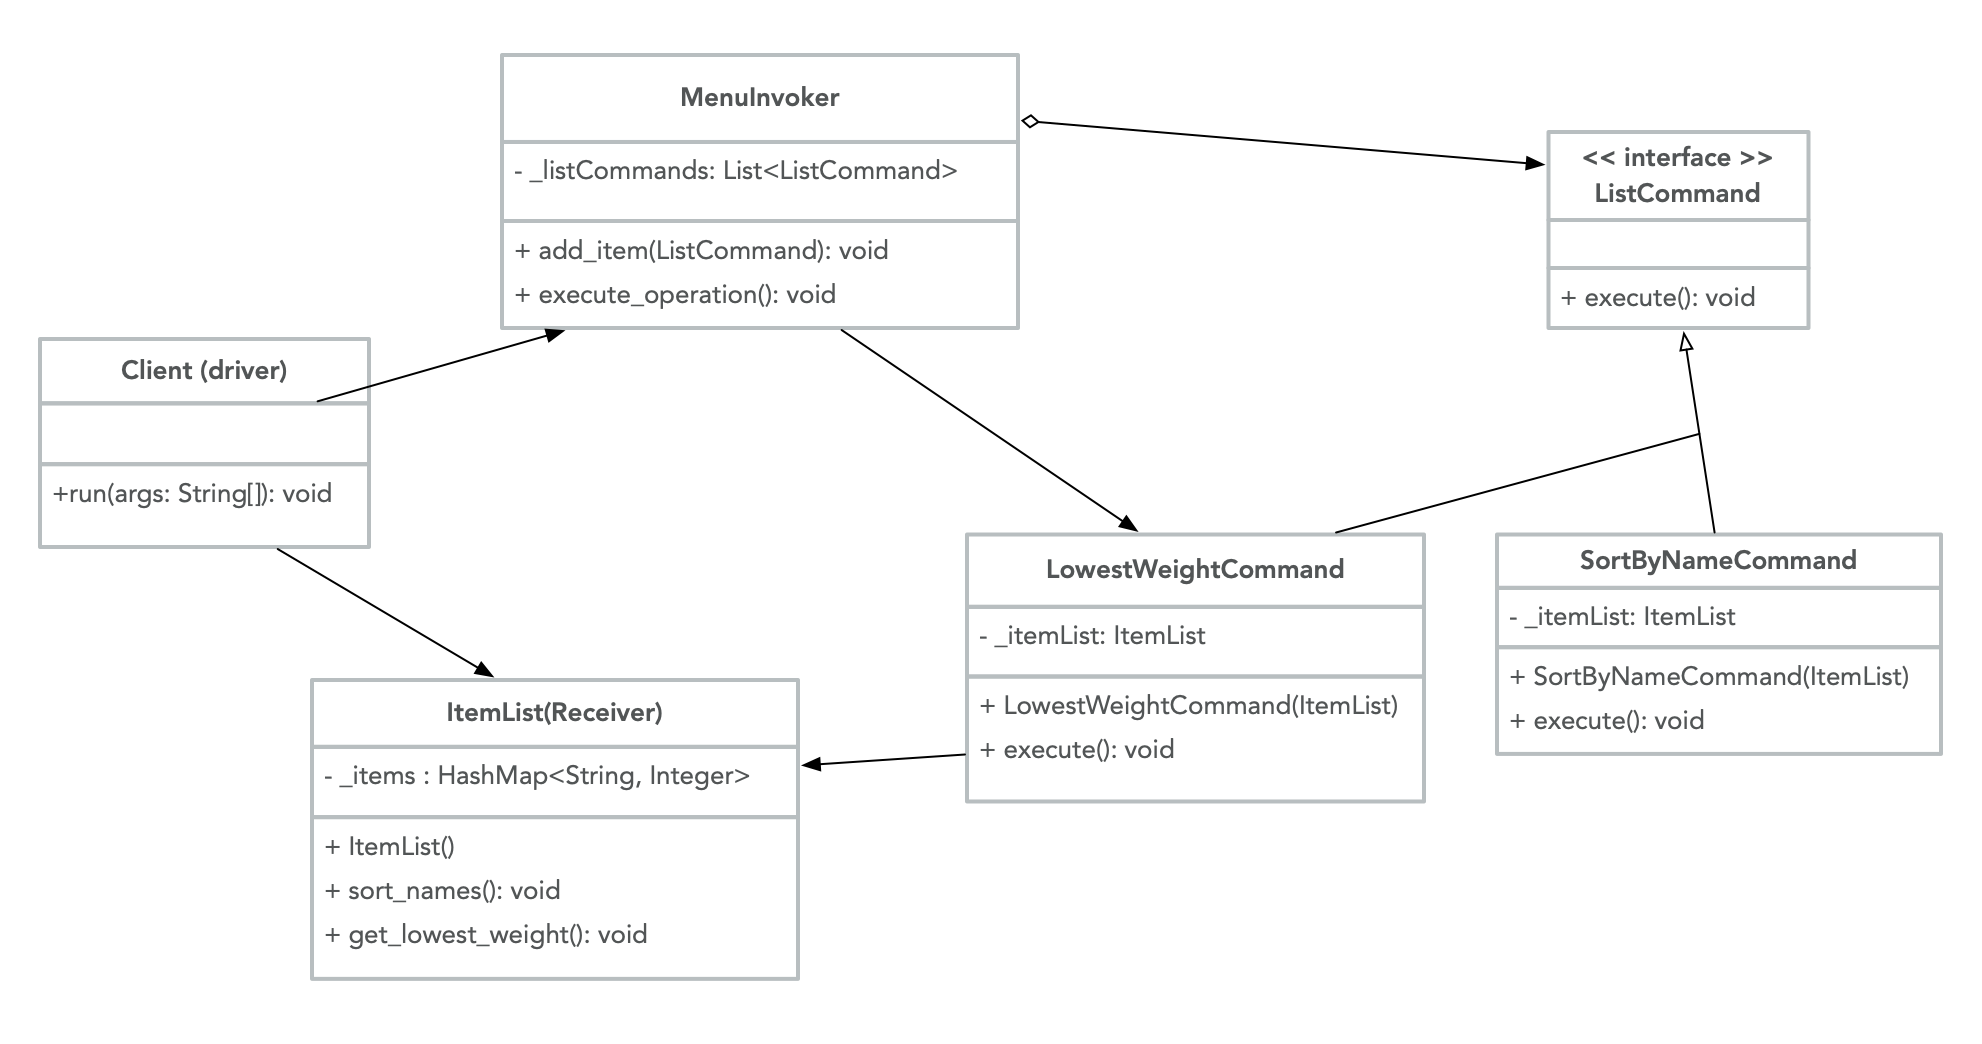 MenuInvoker
- _listCommands: List<ListCommand>
+ add_item(ListCommand): void
+ execute_operation(): void
<< interface >>
ListCommand
+ execute(): void
Client (driver)
+run(args: String[]): void
LowestWeightCommand
- _itemList: ItemList
+ LowestWeightCommand(ItemList)
+ execute(): void
SortByNameCommand
- _itemList: ItemList
+ SortByNameCommand(ItemList)
+ execute(): void
ItemList(Receiver)
- _items : HashMap<String, Integer>
+ ItemList()
+ sort_names(): void
+ get_lowest_weight(): void